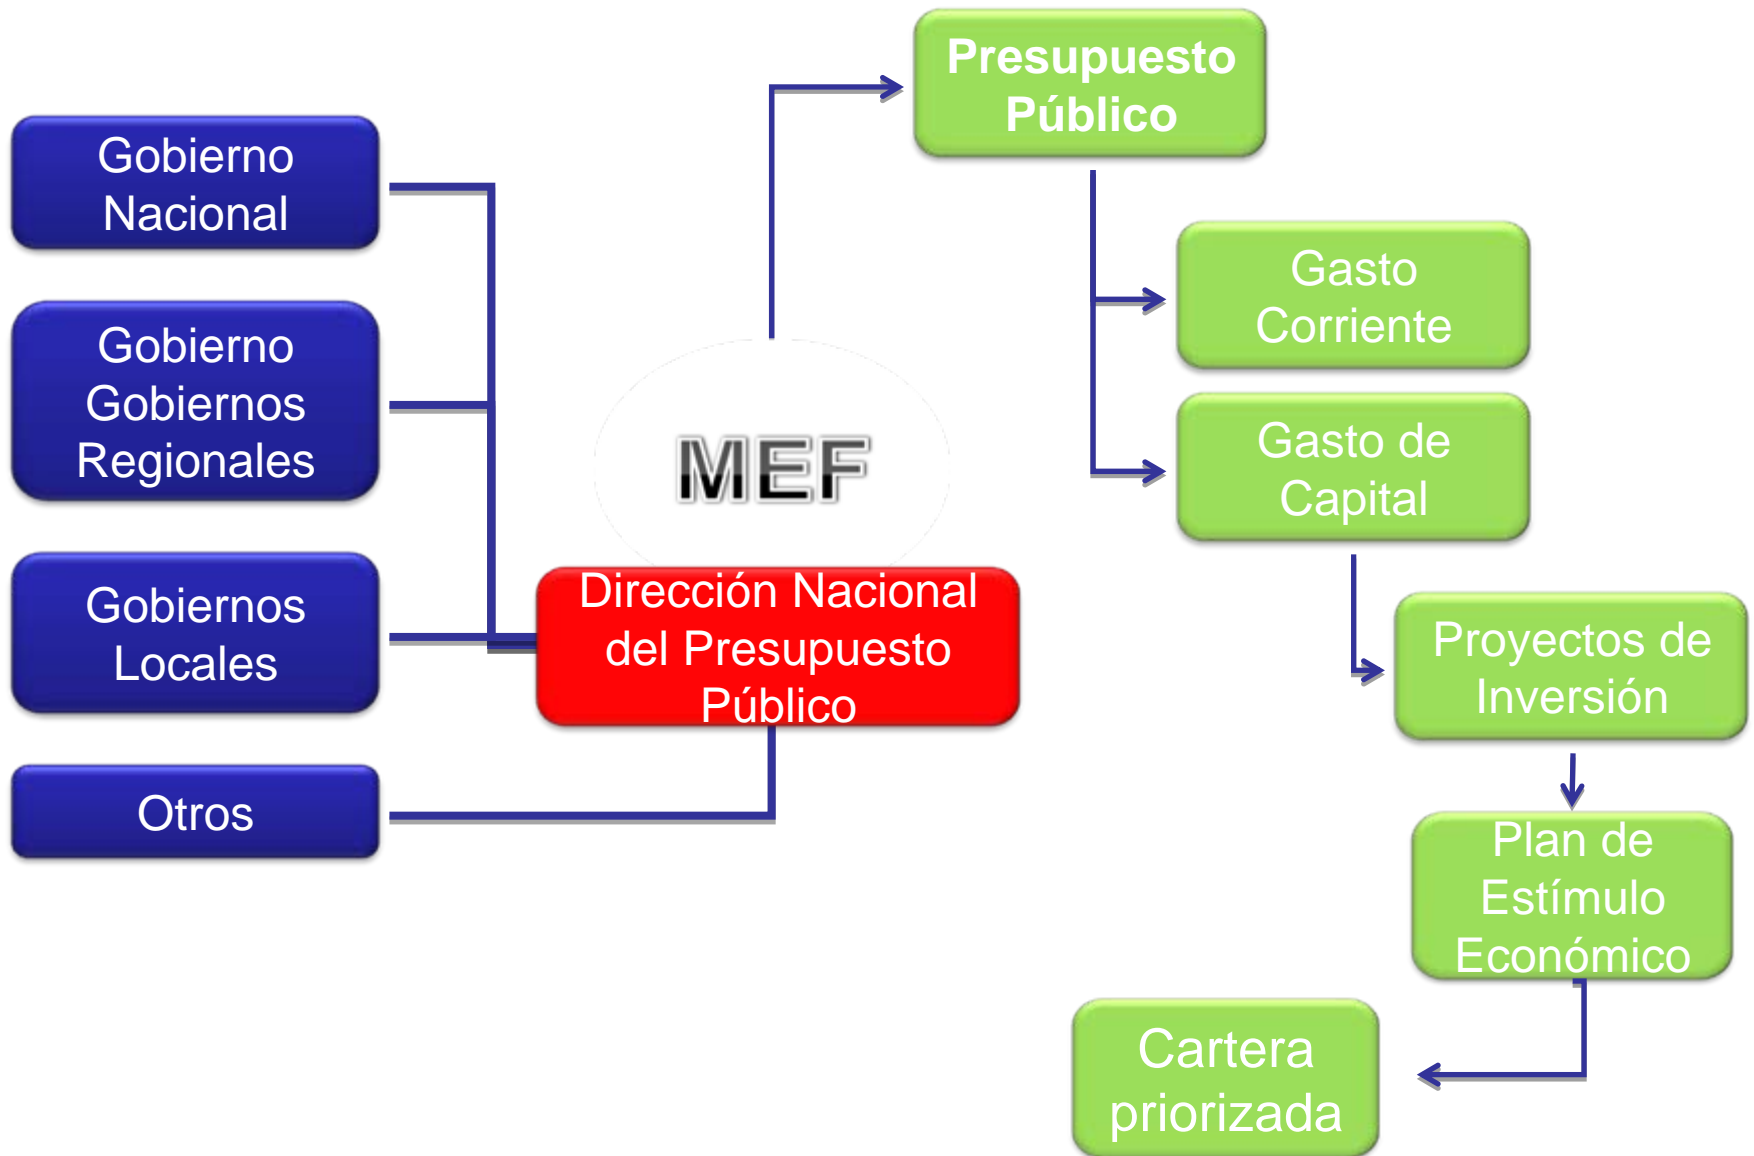 Presupuesto
Público
Gobierno
Nacional
Gasto
Corriente
Gobierno
Gobiernos
Regionales
MEF
Gasto de
Capital
Gobiernos
Locales
Dirección Nacional
del Presupuesto
Público
Proyectos de
Inversión
Otros
Plan de
Estímulo
Económico
Cartera
priorizada